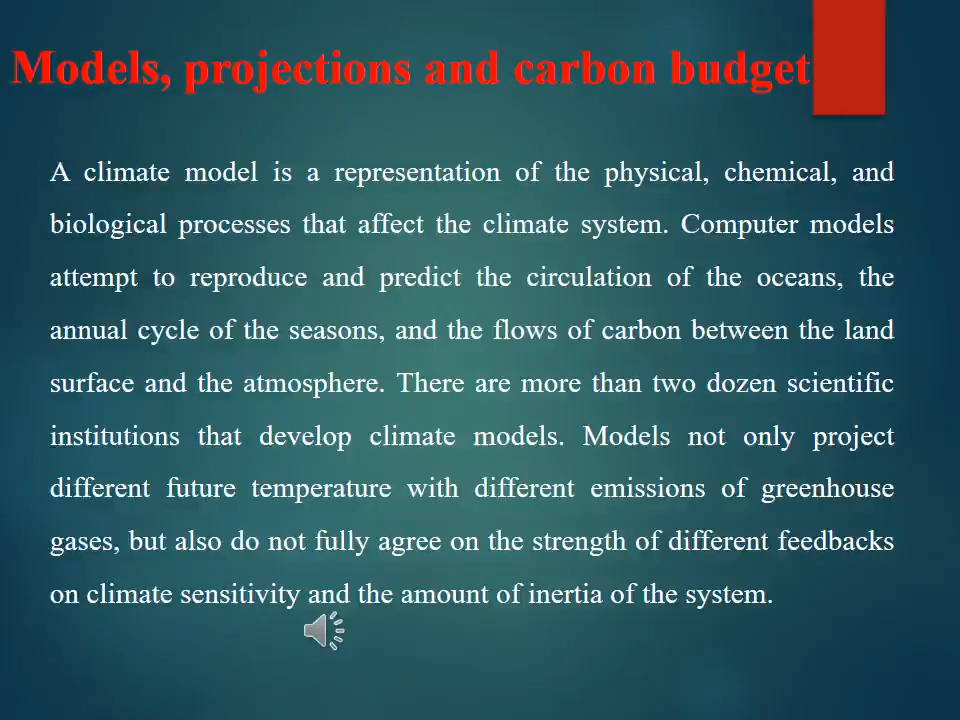 Models, projections and carbon budget
A climate model is a representation of the physical, chemical, and
biological processes that affect the climate system. Computer models
attempt to reproduce and predict the circulation of the oceans, the
annual cycle of the seasons, and the flows of carbon between the land
surface and the atmosphere. There are more than two dozen scientific
institutions that develop climate models. Models not only project
different future temperature with different emissions of greenhouse
gases, but also do not fully agree on the strength of different feedbacks
on climate sensitivity and the amount of inertia of the system.